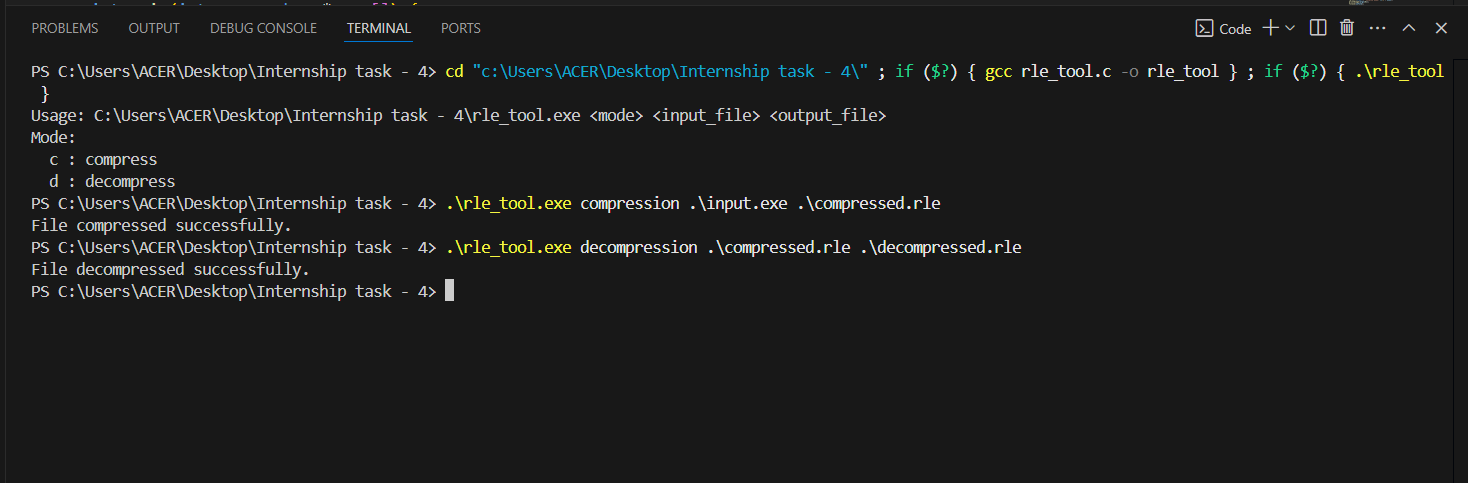 PROBLEMS OUTPUT DEBUG CONSOLE TERMINAL PORTS Code
PS C:\Users\ACER\Desktop\Internship task - 4> cd "c:\Users\ACER\Desktop\Internship task - 4\" ; if ($?) { gcc rle_tool.c -o rle_tool } ; if ($?) { .\rle_tool
}
Usage: C:\Users\ACER\Desktop\Internship task - 4\rle_tool.exe <mode> <input_file> <output_file>
Mode:
c : compress
d : decompress
PS C:\Users\ACER\Desktop\Internship task - 4> .\rle_tool.exe compression .\input.exe .\compressed.rle
File compressed successfully.
PS C:\Users\ACER\Desktop\Internship task - 4> .\rle_tool.exe decompression .\compressed.rle .\decompressed.rle
File decompressed successfully.
PS C:\Users\ACER\Desktop\Internship task - 4>